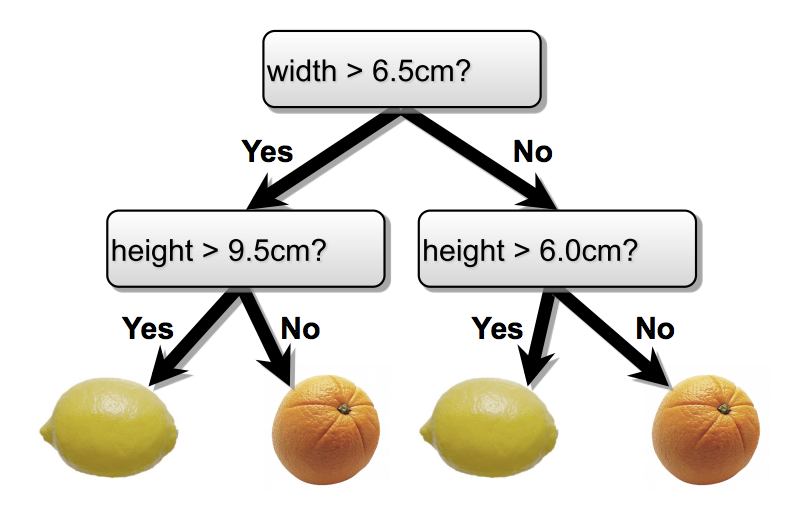 width > 6.5cm?
Yes
No
height > 9.5cm?
height > 6.0cm?
Yes
No
Yes
No